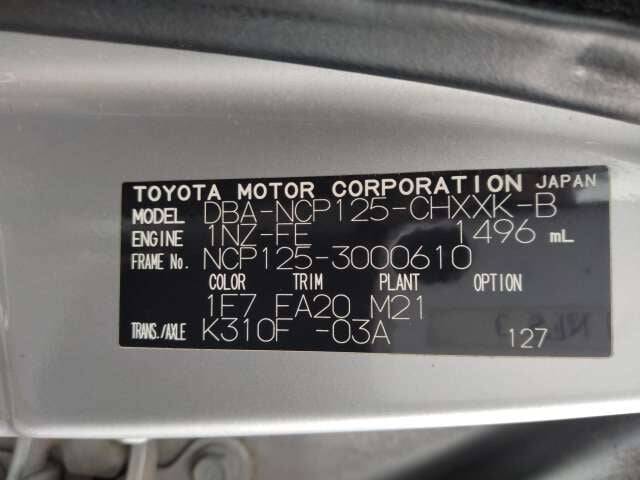 TOYOTA MOTOR CORPORATION JAPAN
MODEL DBA-NCP125-CHXXK-B
ENGINE 1NZ-FE 1496 mL
FRAME No. NCP125-3000610
COLOR TRIM PLANT OPTION
1F7 FA20 M21
TRANS./AXLE K310F -03A
127